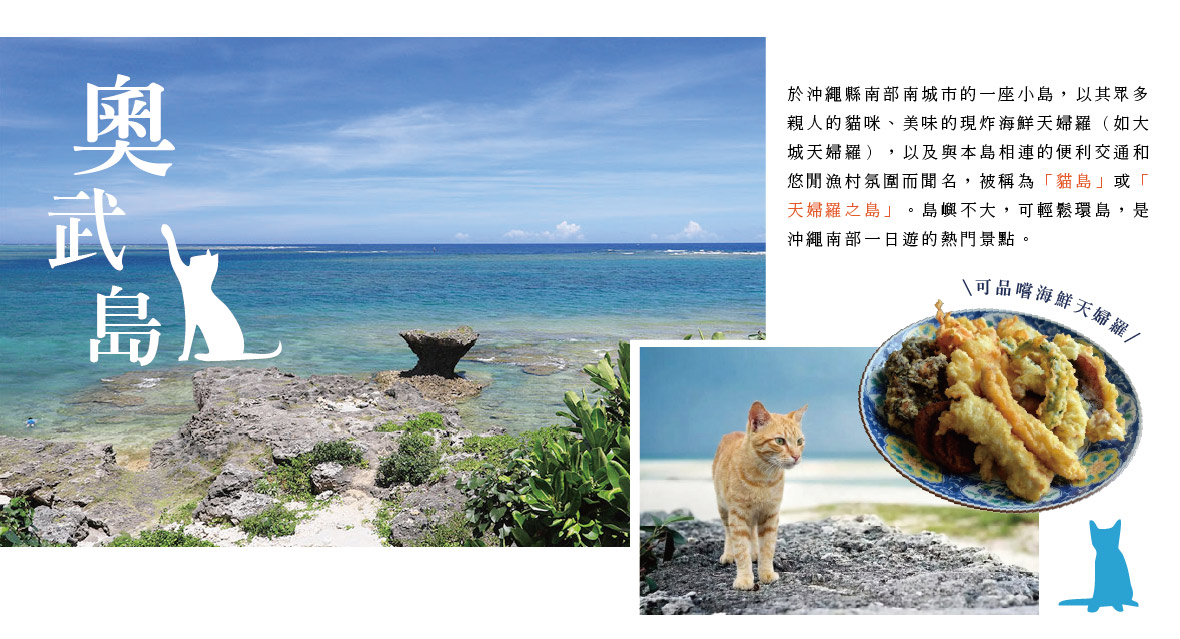 奧武島
於沖繩縣南部南城市的一座小島，以其眾多
親人的貓咪、美味的現炸海鮮天婦羅（如大
城天婦羅），以及與本島相連的便利交通和
悠閒漁村氛圍而聞名，被稱為「貓島」或「
天婦羅之島」。島嶼不大，可輕鬆環島，是
沖繩南部一日遊的熱門景點。
\可品嚐海鮮天婦羅/